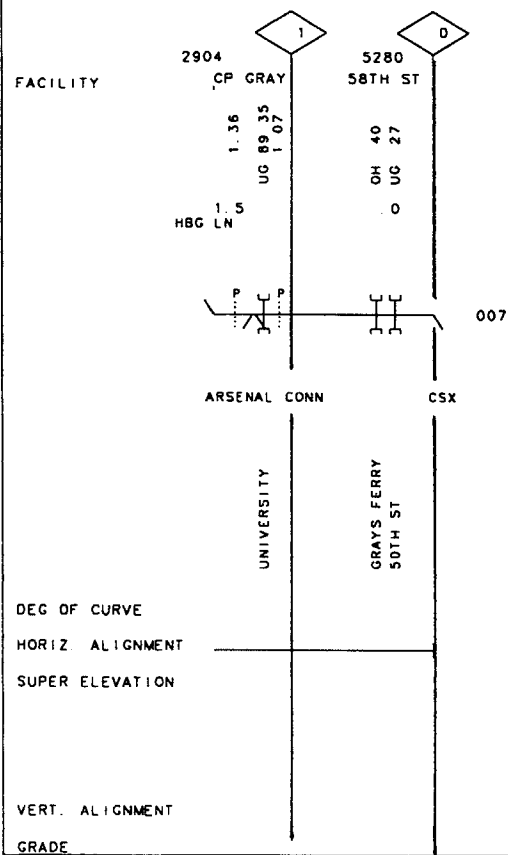 1
0
2904
5280
FACILITY
CP GRAY
58TH ST
1.36
UG 89 35
1 07
OH 40
UG 27
1.5
.0
HBG LN
P
P
007
ARSENAL CONN
CSX
UNIVERSITY
GRAYS FERRY
50TH ST
DEG OF CURVE
HORIZ. ALIGNMENT
SUPER ELEVATION
VERT. ALIGNMENT
GRADE